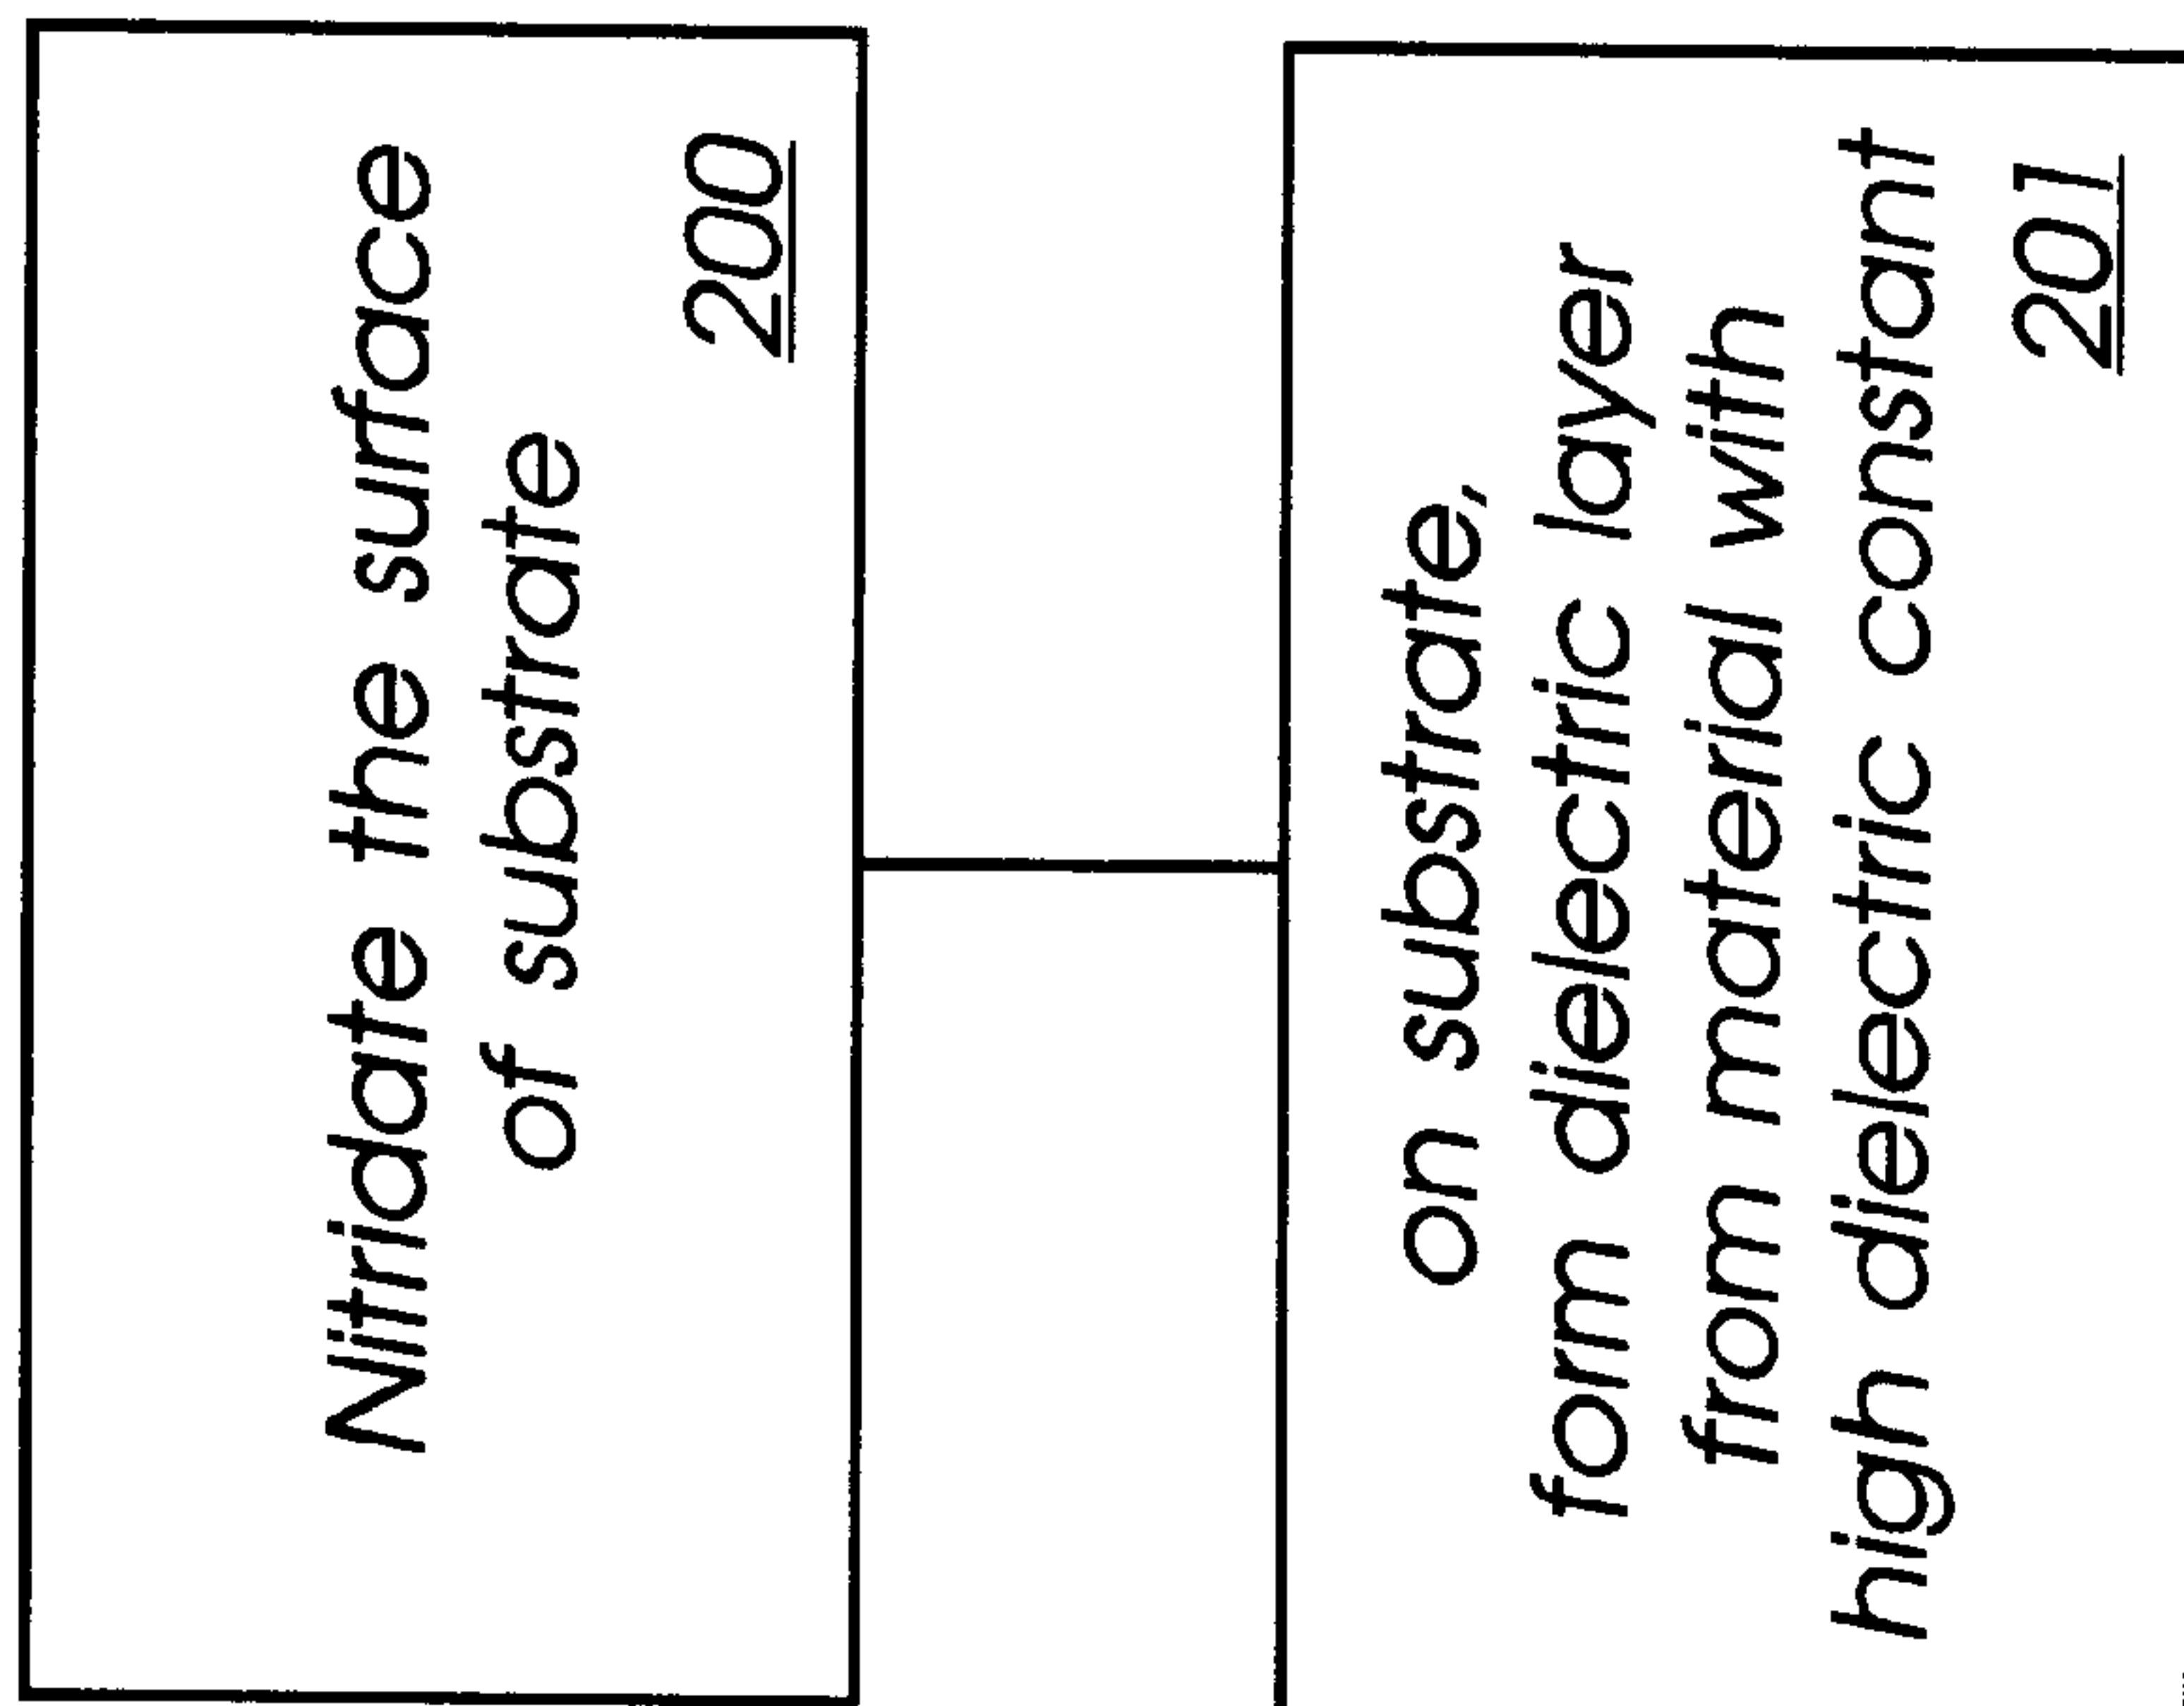 Nitridate the surface
of substrate
200
on substrate,
form dielectric layer
from material with
high dielectric constant
201